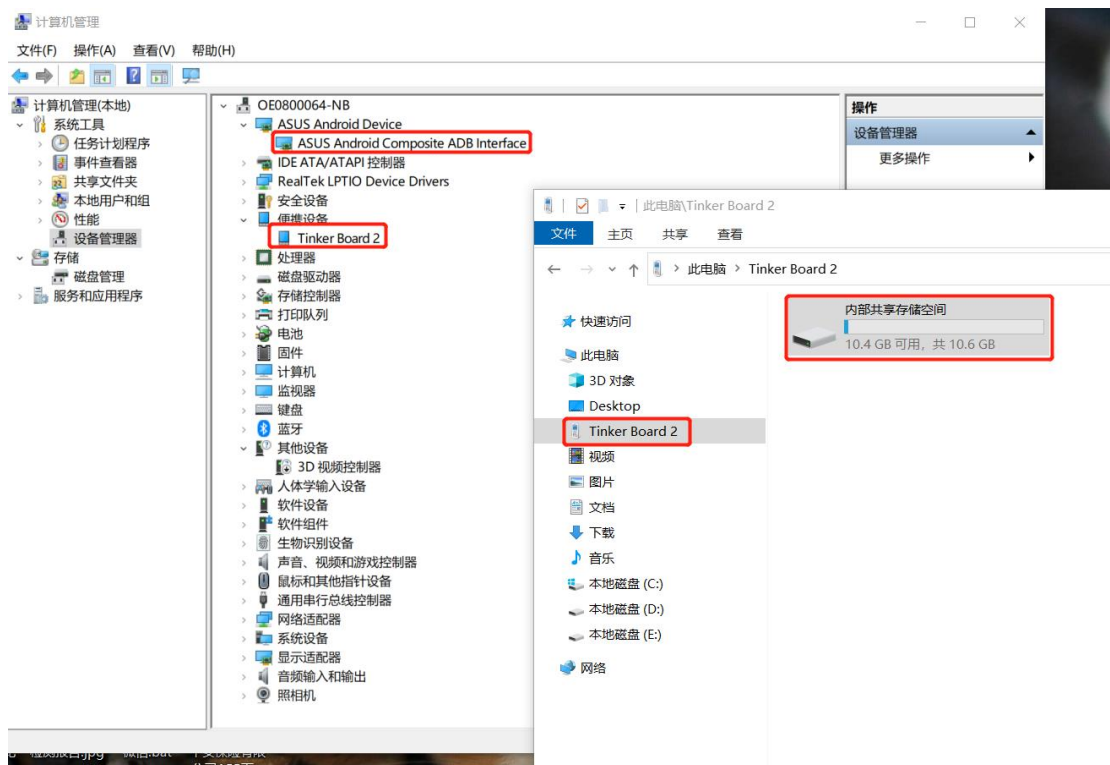 计算机管理
文件(F) 操作(A) 查看(V) 帮助(H)
计算机管理(本地)
系统工具
任务计划程序
事件查看器
共享文件夹
本地用户和组
性能
设备管理器
存储
磁盘管理
服务和应用程序
OE0800064-NB
ASUS Android Device
ASUS Android Composite ADB Interface
IDE ATA/ATAPI 控制器
RealTek LPTIO Device Drivers
安全设备
便携设备
Tinker Board 2
处理器
磁盘驱动器
存储控制器
打印队列
电池
固件
计算机
监视器
键盘
蓝牙
其他设备
3D 视频控制器
人体学输入设备
软件设备
软件组件
生物识别设备
声音、视频和游戏控制器
鼠标和其他指针设备
通用串行总线控制器
网络适配器
系统设备
显示适配器
音频输入和输出
照相机
操作
设备管理器
更多操作
此电脑\Tinker Board 2
文件 主页 共享 查看
此电脑 > Tinker Board 2
快速访问
此电脑
3D 对象
Desktop
Tinker Board 2
视频
图片
文档
下载
音乐
本地磁盘 (C:)
本地磁盘 (D:)
本地磁盘 (E:)
网络
内部共享存储空间
10.4 GB 可用，共 10.6 GB